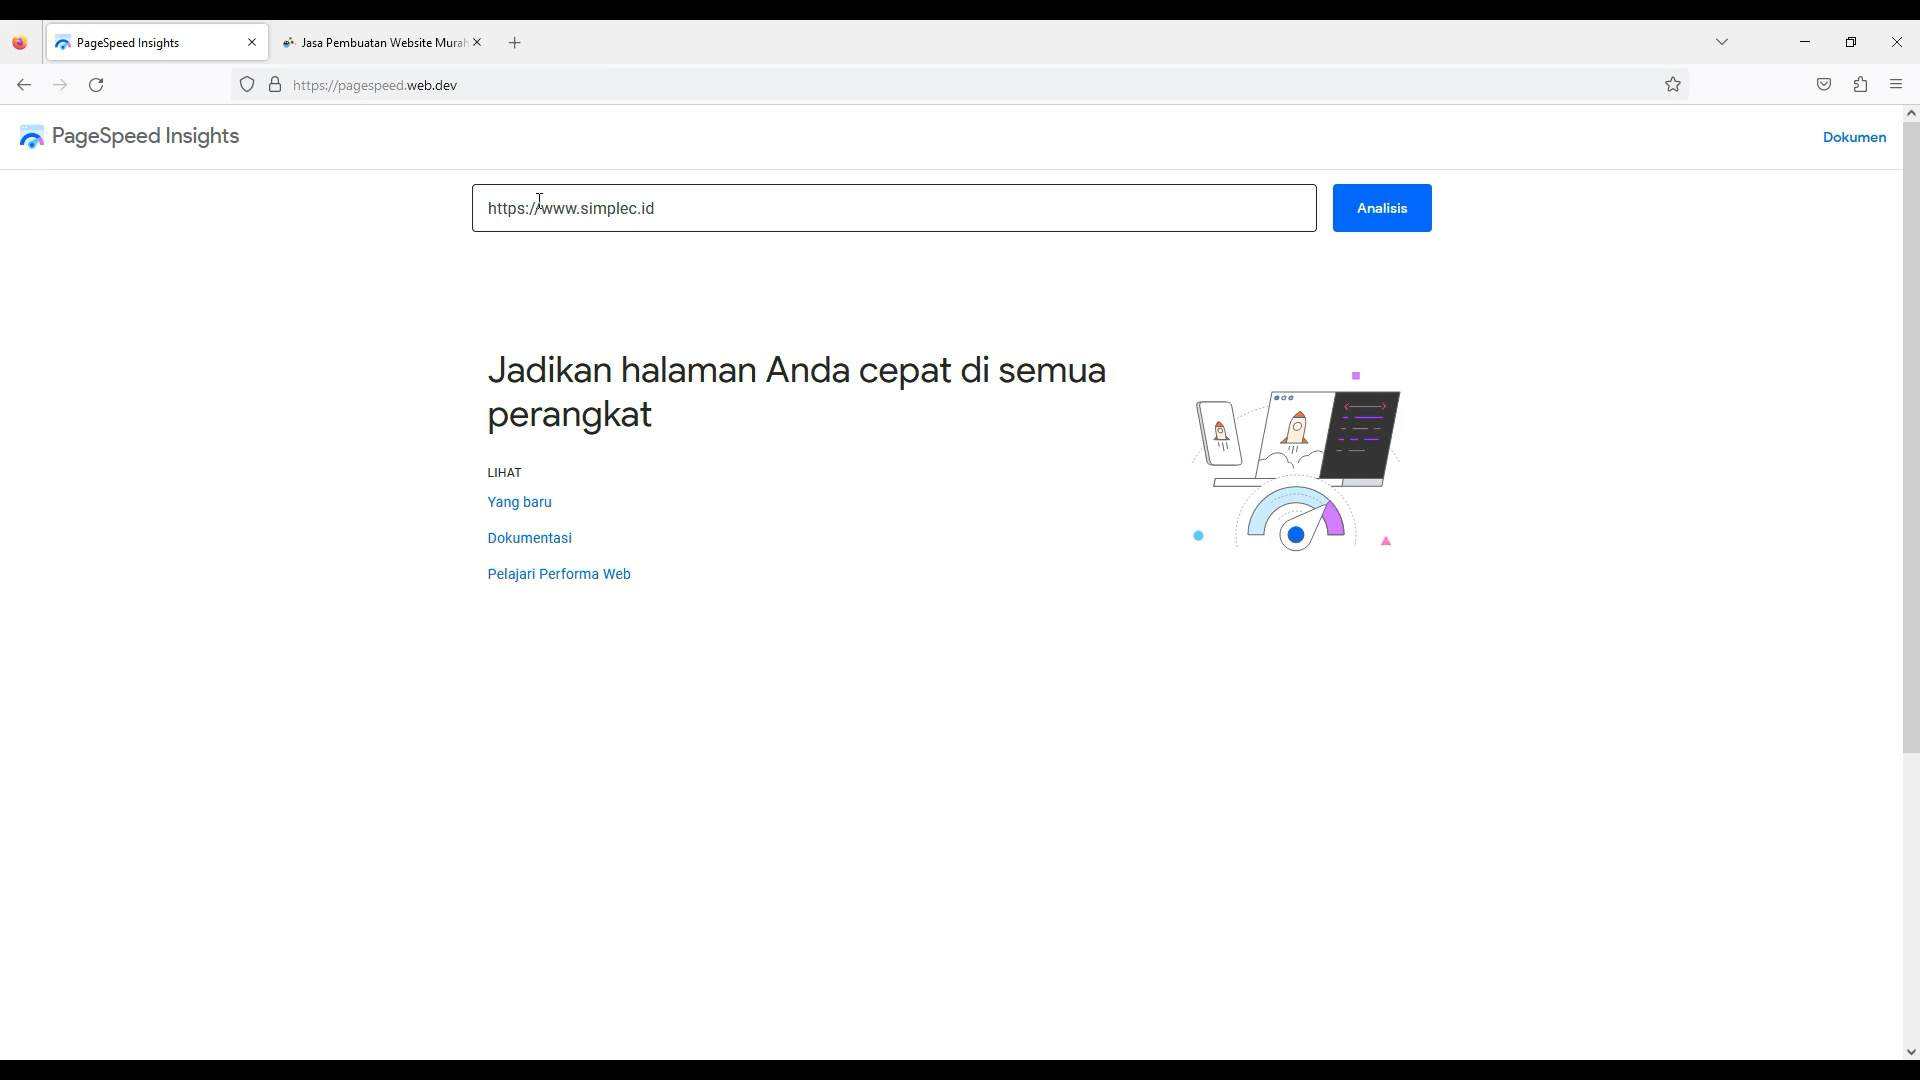 PageSpeed Insights
Jasa Pembuatan Website Murah
https://pagespeed.web.dev
PageSpeed Insights
Dokumen
https://www.simplec.id
Analisis
Jadikan halaman Anda cepat di semua
perangkat
LIHAT
Yang baru
Dokumentasi
Pelajari Performa Web